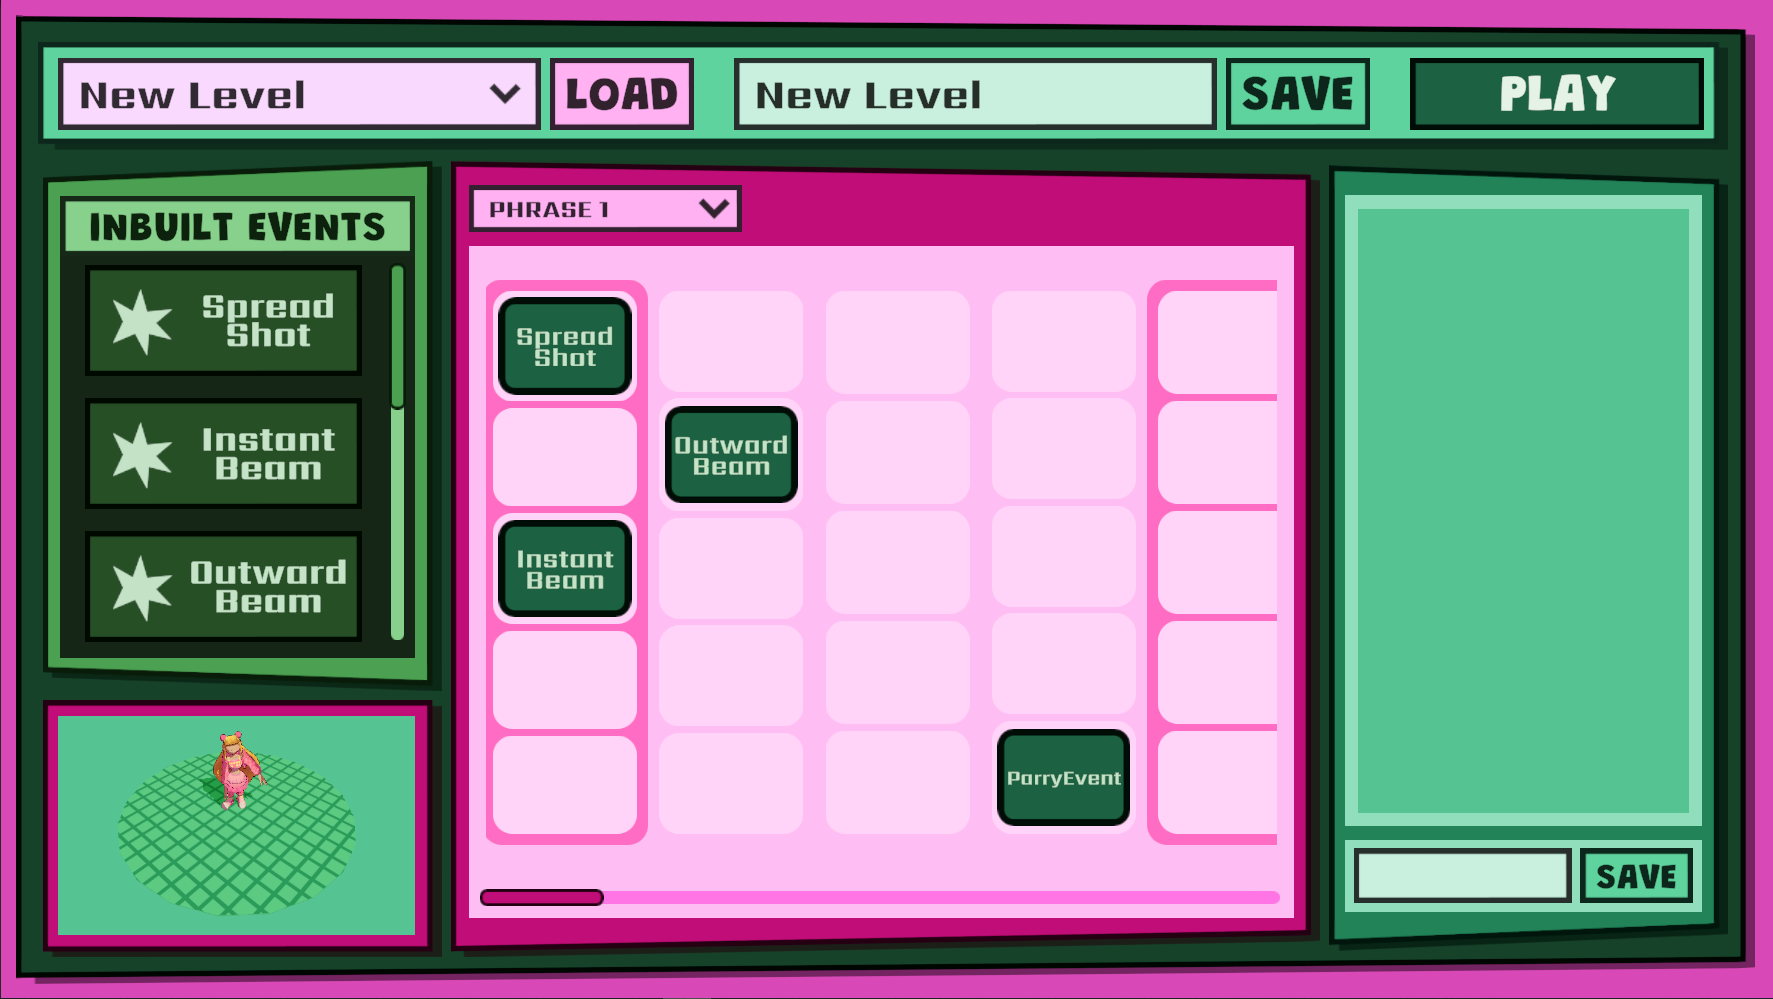 New Level
LOAD
New Level
SAVE
PLAY
INBUILT EVENTS
Spread
Shot
Instant
Beam
Outward
Beam
PHRASE 1
Spread
Shot
Outward
Beam
Instant
Beam
ParryEvent
SAVE